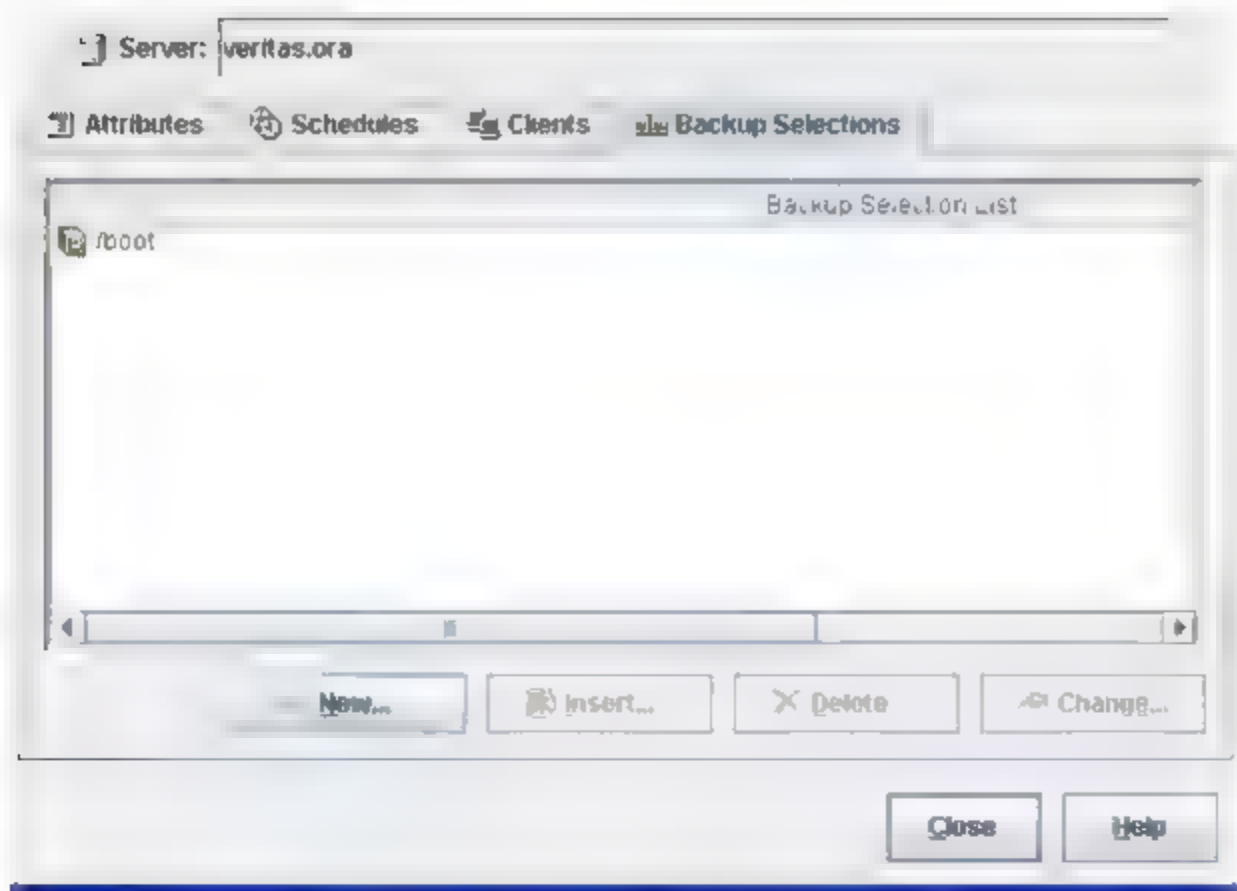 Server: veritas.ora
Attributes Schedules Clients Backup Selections
Backup Selection List
/boot
New... Insert... Delete Change...
Close Help